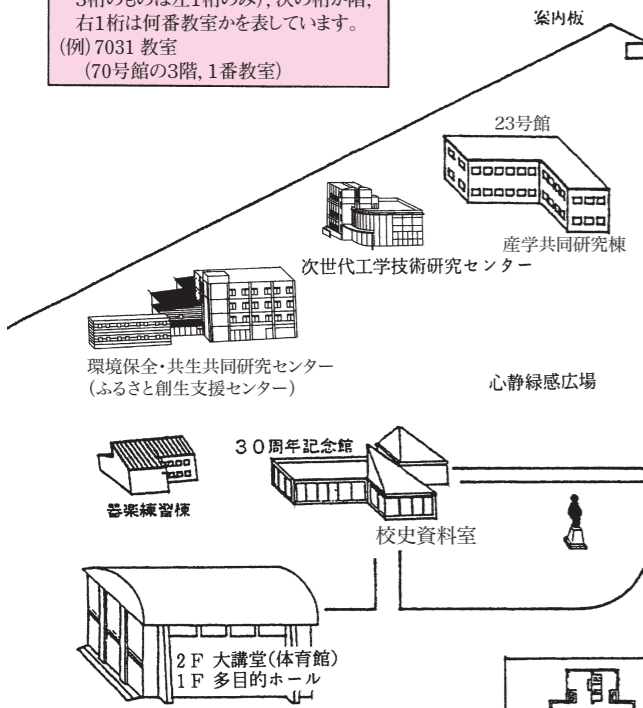 3桁のものは左1桁のみ), 次の桁が階,
右1桁は何番教室かを表しています。
(例) 7031 教室
(70号館の3階, 1番教室)
案内板
23号館
産学共同研究棟
次世代工学技術研究センター
環境保全・共生共同研究センター
(ふるさと創生支援センター)
心静緑感広場
30周年記念館
器楽練習棟
校史資料室
2F 大講堂(体育館)
1F 多目的ホール